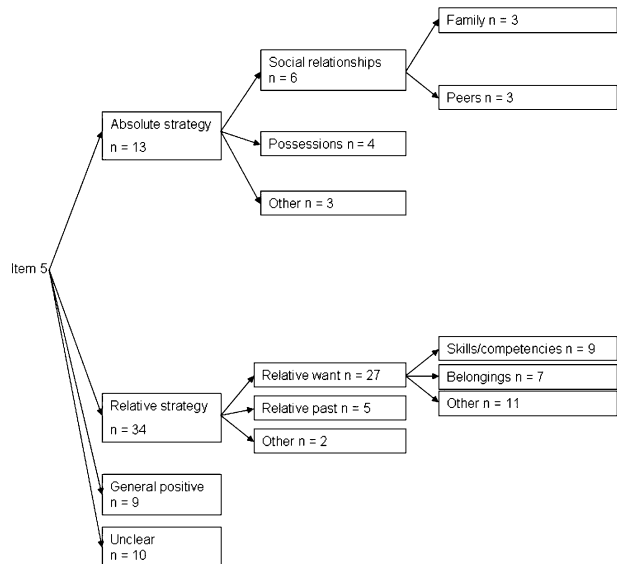 Family n = 3
Social relationships
n = 6
Peers n = 3
Absolute strategy
n = 13
Possessions n = 4
Other n = 3
Item 5
Skills/competencies n = 9
Relative want n = 27
Belongings n = 7
Relative strategy
n = 34
Relative past n = 5
Other n = 11
Other n = 2
General positive
n = 9
Unclear
n = 10